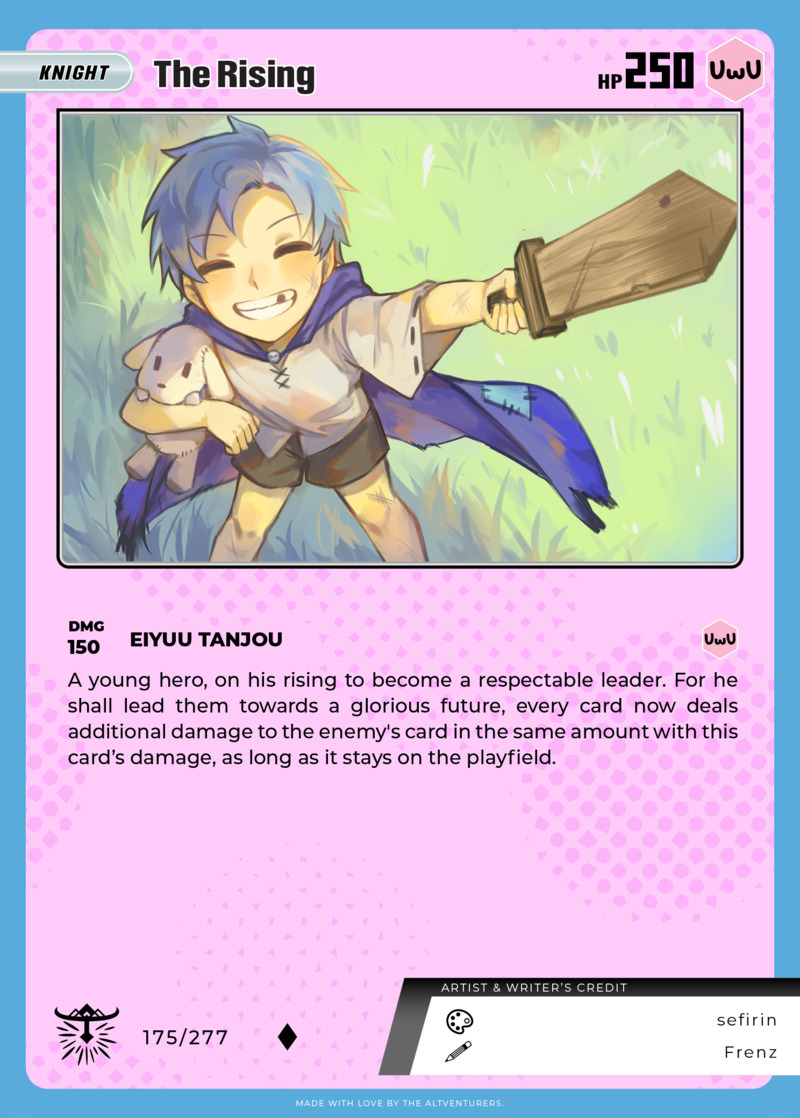 KNIGHT
The Rising
HP 250
UwU
DMG
150
EIYUU TANJOU
UwU
A young hero, on his rising to become a respectable leader. For he
shall lead them towards a glorious future, every card now deals
additional damage to the enemy's card in the same amount with this
card’s damage, as long as it stays on the playfield.
ARTIST & WRITER’S CREDIT
175/277
sefirin
Frenz
MADE WITH LOVE BY THE ALTVENTURERS.